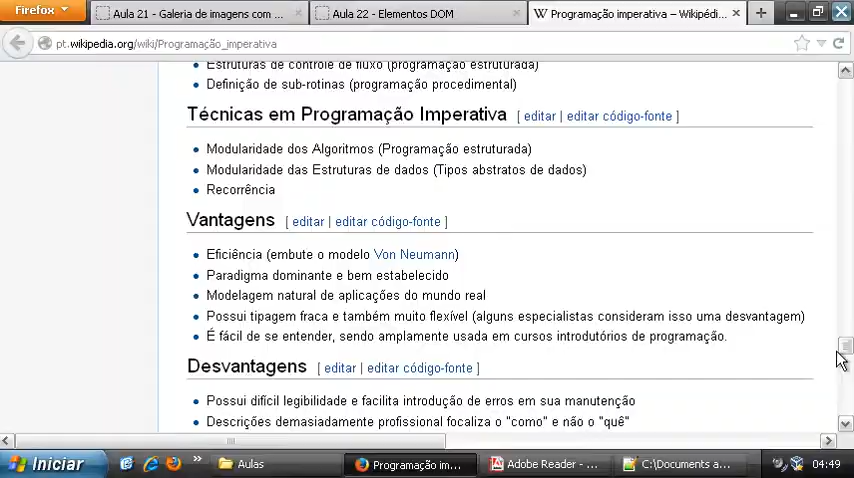 Firefox
Aula 21 - Galeria de imagens com ...
Aula 22 - Elementos DOM
W Programação imperativa – Wikipéd...
pt.wikipedia.org/wiki/Programação_imperativa
Estruturas de controle de fluxo (programação estruturada)
Definição de sub-rotinas (programação procedimental)
Técnicas em Programação Imperativa [ editar | editar código-fonte ]
Modularidade dos Algoritmos (Programação estruturada)
Modularidade das Estruturas de dados (Tipos abstratos de dados)
Recorrência
Vantagens [ editar | editar código-fonte ]
Eficiência (embute o modelo Von Neumann)
Paradigma dominante e bem estabelecido
Modelagem natural de aplicações do mundo real
Possui tipagem fraca e também muito flexível (alguns especialistas consideram isso uma desvantagem)
É fácil de se entender, sendo amplamente usada em cursos introdutórios de programação.
Desvantagens [ editar | editar código-fonte ]
Possui difícil legibilidade e facilita introdução de erros em sua manutenção
Descrições demasiadamente profissional focaliza o "como" e não o "quê"
Iniciar
Aulas
Programação im...
Adobe Reader - ...
C:\Documents a...
04:49